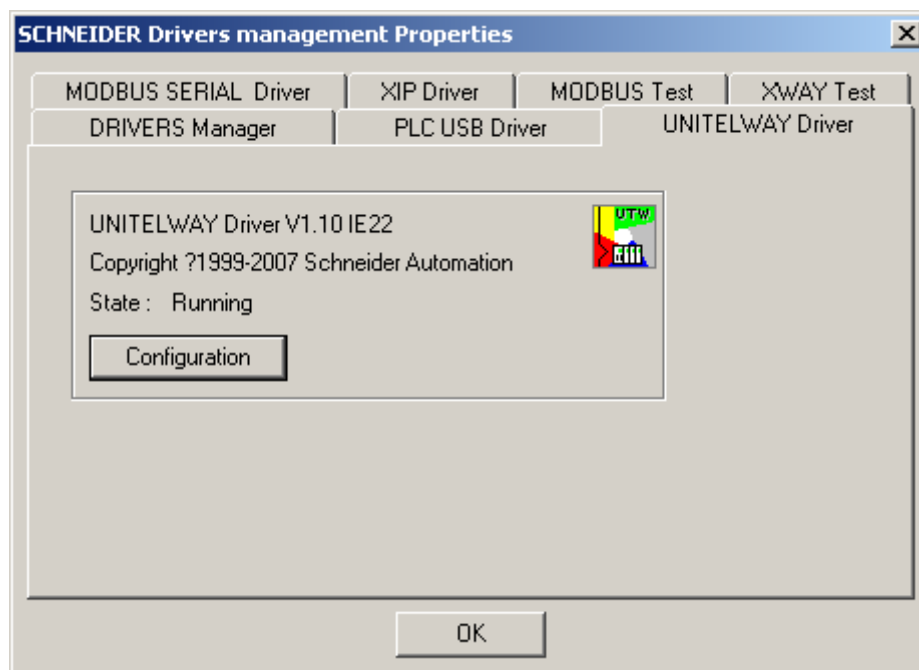 SCHNEIDER Drivers management Properties
MODBUS SERIAL Driver
XIP Driver
MODBUS Test
XWAY Test
DRIVERS Manager
PLC USB Driver
UNITELWAY Driver
UNITELWAY Driver V1.10 IE22
UTW
Copyright ?1999-2007 Schneider Automation
State : Running
Configuration
OK